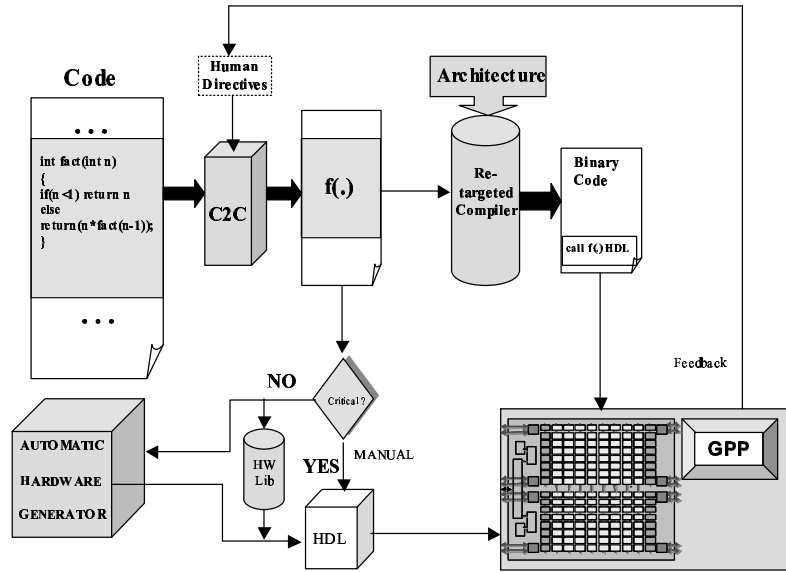 Human
Directives
Code
Architecture
...
int fact(int n)
{
if(n<1) return n
else
return(n*fact(n-1));
}
...
C2C
f(.)
Re-
targeted
Compiler
Binary
Code
call f(.) HDL
Feedback
NO
Critical ?
YES
MANUAL
AUTOMATIC
HARDWARE
GENERATOR
HW
Lib
HDL
GPP